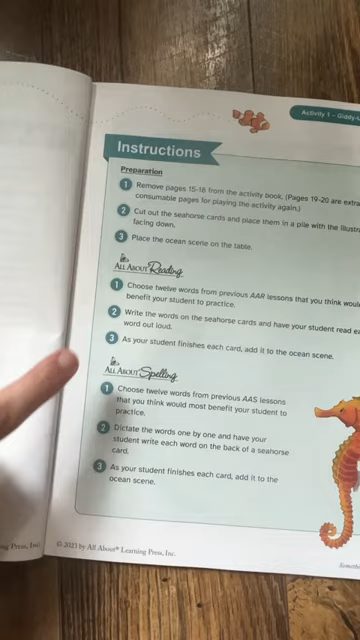 Activity 1 – Giddy-U
Instructions
Preparation
1 Remove pages 15-18 from the activity book. (Pages 19-20 are extra
consumable pages for playing the activity again.)
2 Cut out the seahorse cards and place them in a pile with the illustra
facing down.
3 Place the ocean scene on the table.
All About Reading
1 Choose twelve words from previous AAR lessons that you think woul
benefit your student to practice.
2 Write the words on the seahorse cards and have your student read ea
word out loud.
3 As your student finishes each card, add it to the ocean scene.
All About Spelling
1 Choose twelve words from previous AAS lessons
that you think would most benefit your student to
practice.
2 Dictate the words one by one and have your
student write each word on the back of a seahorse
card.
3 As your student finishes each card, add it to the
ocean scene.
ng Press, Inc.
© 2023 by All About® Learning Press, Inc.
Somethi